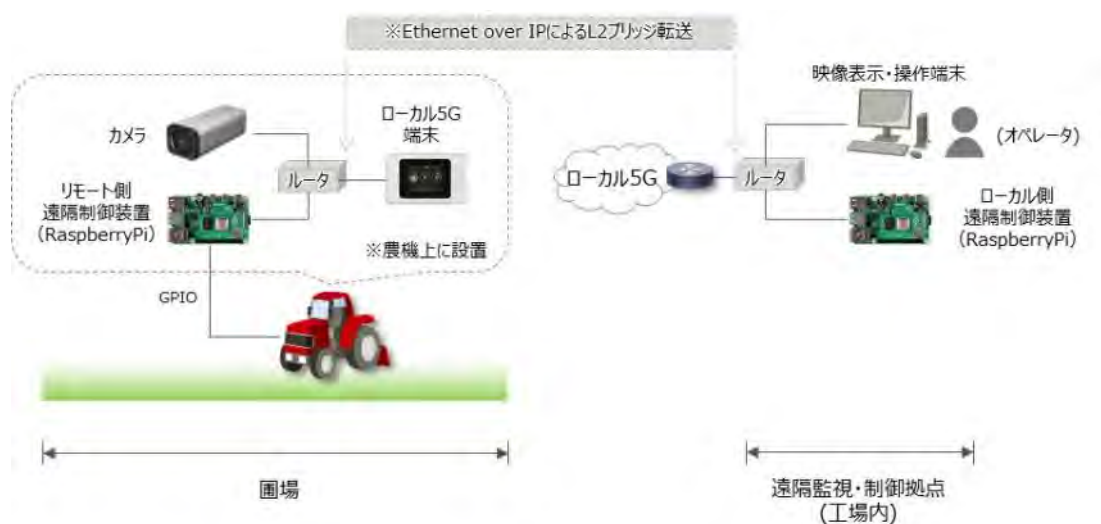 ※Ethernet over IPによるL2ブリッジ転送
カメラ
ローカル5G
端末
ルータ
リモート側
遠隔制御装置
(RaspberryPi)
※農機上に設置
GPIO
映像表示・操作端末
(オペレータ)
ローカル5G
ルータ
ローカル側
遠隔制御装置
(RaspberryPi)
圃場
遠隔監視・制御拠点
(工場内)